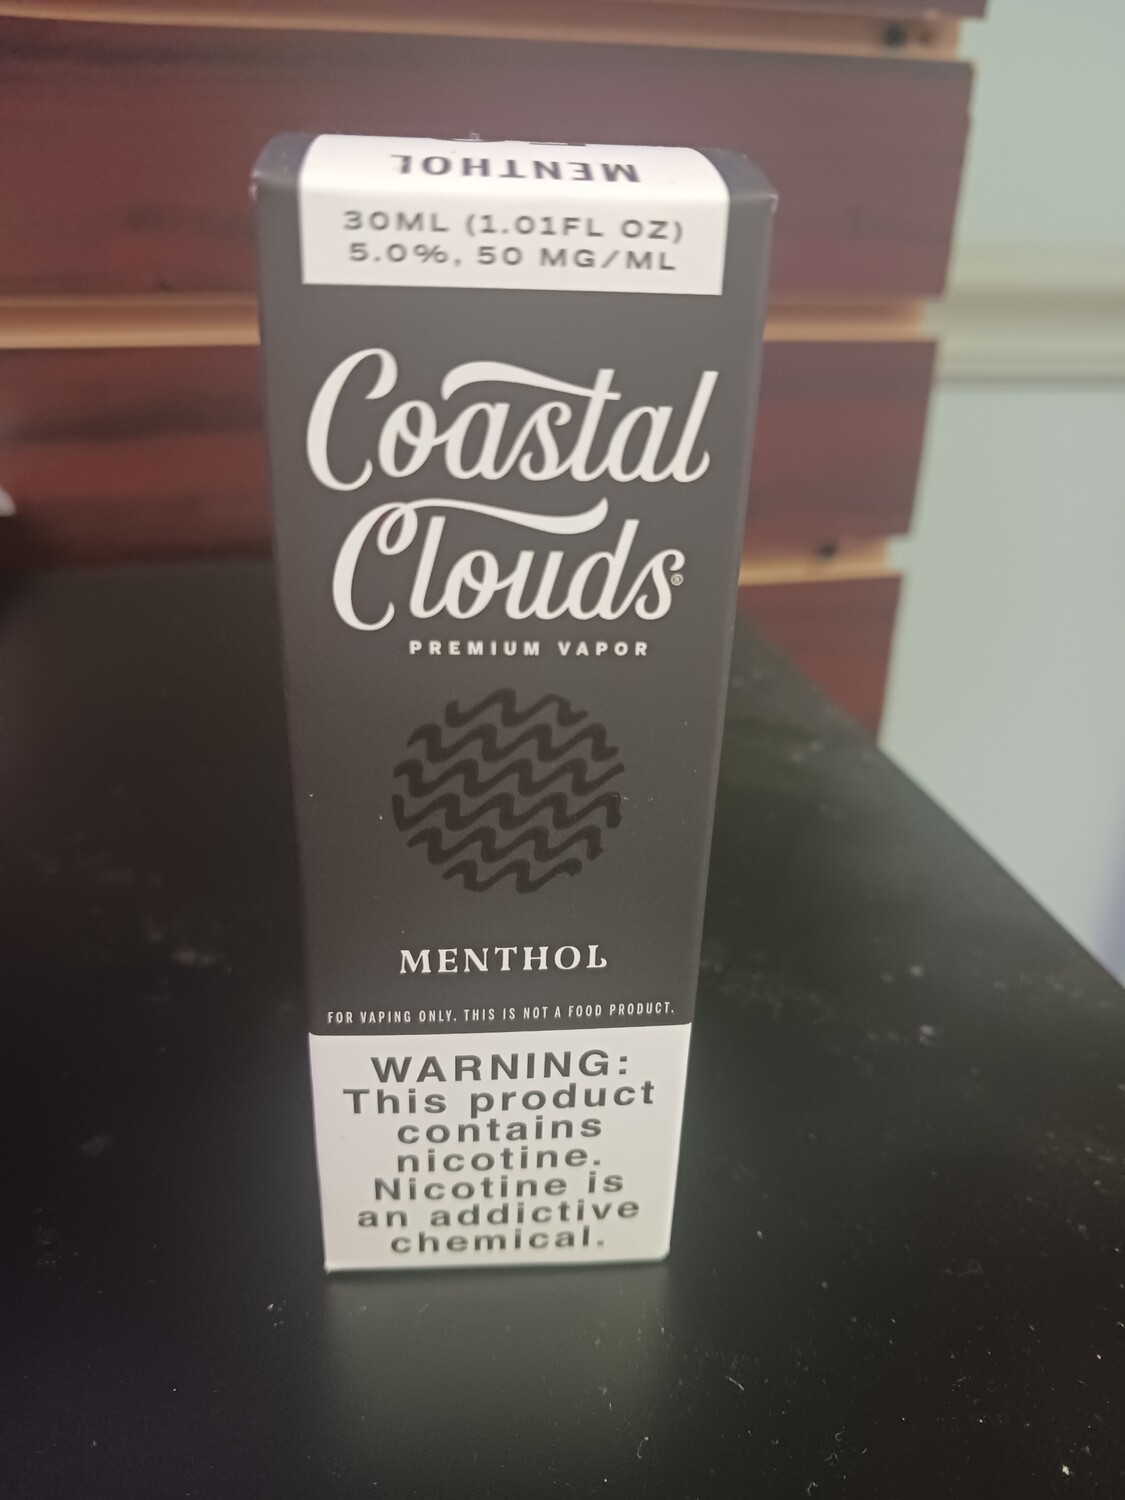 MENTHOL
30ML (1.01FL OZ)
5.0%, 50 MG/ML
Coastal
Clouds®
PREMIUM VAPOR
MENTHOL
FOR VAPING ONLY. THIS IS NOT A FOOD PRODUCT.
WARNING:
This product
contains
nicotine.
Nicotine is
an addictive
chemical.